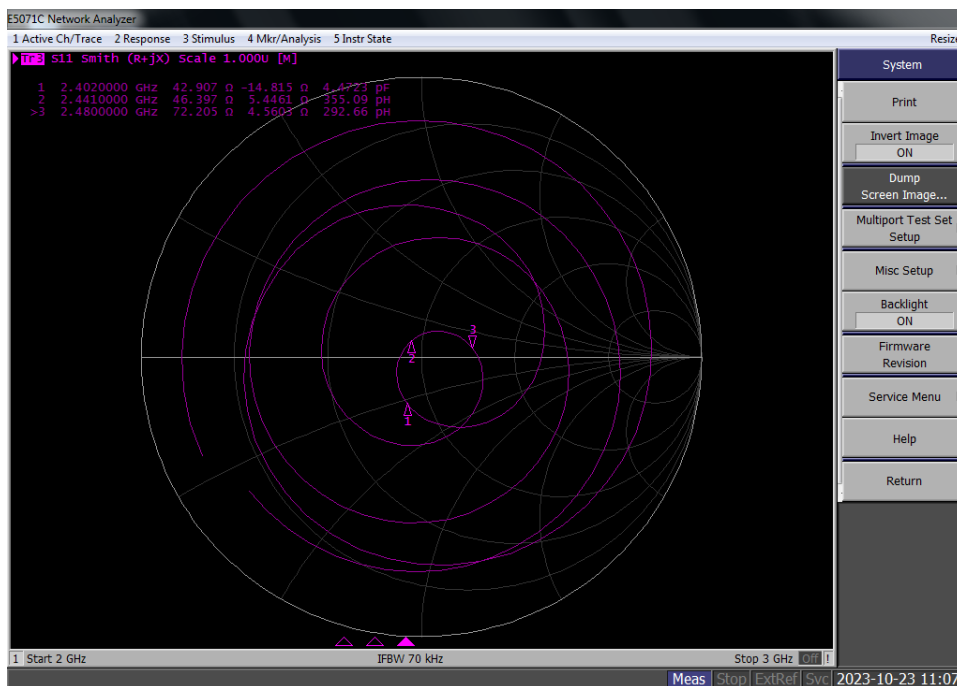 E5071C Network Analyzer
1 Active Ch/Trace 2 Response 3 Stimulus 4 Mkr/Analysis 5 Instr State Resize
Tr3 S11 Smith (R+jX) Scale 1.000U [M]
1 2.4020000 GHz 42.907 Ω -14.815 Ω 4.4723 pF
2 2.4410000 GHz 46.397 Ω 5.4461 Ω 355.09 pH
>3 2.4800000 GHz 72.205 Ω 4.5603 Ω 292.66 pH
3
2
1
System
Print
Invert Image
ON
Dump
Screen Image...
Multiport Test Set
Setup
Misc Setup
Backlight
ON
Firmware
Revision
Service Menu
Help
Return
1 Start 2 GHz IFBW 70 kHz Stop 3 GHz Off !
Meas Stop ExtRef Svc 2023-10-23 11:07